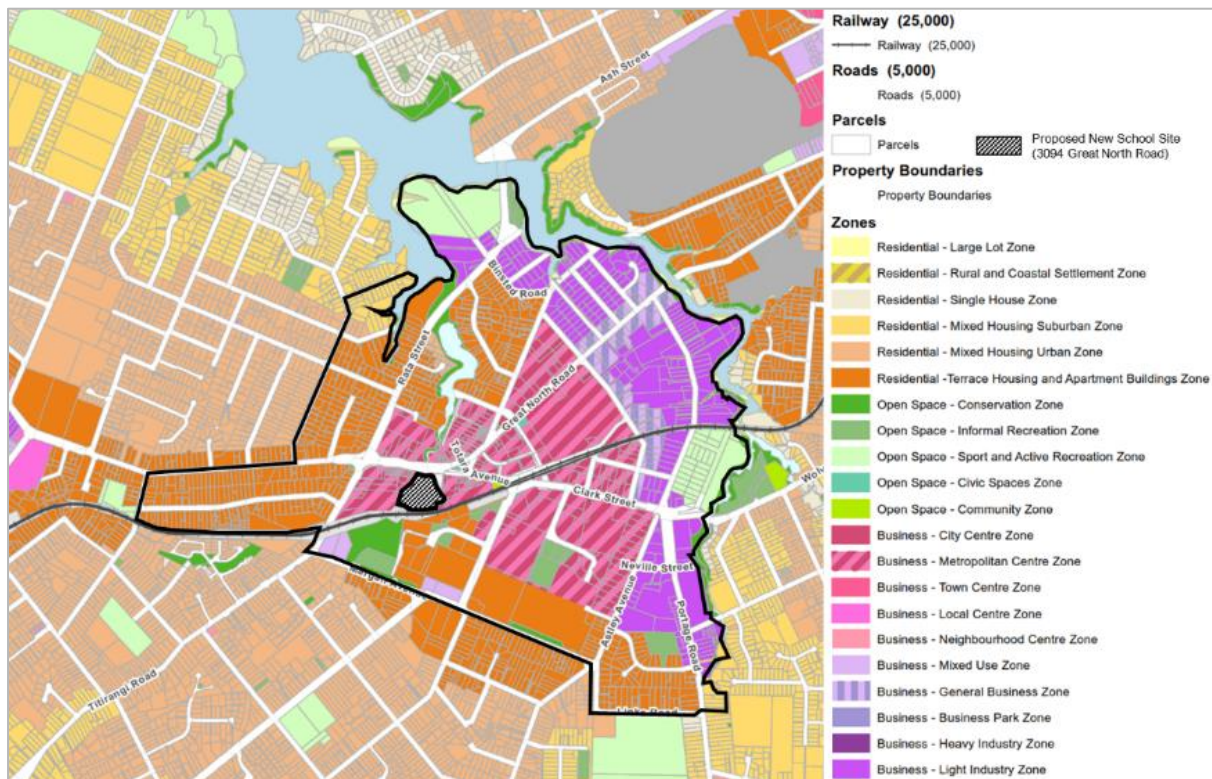 Ash Street
Binsted Road
Rata Street
Great North Road
Totara Avenue
Clark Street
Neville Street
Astley Avenue
Portage Road
Titirangi Road
Railway (25,000)
Railway (25,000)
Roads (5,000)
Roads (5,000)
Parcels
Parcels
Proposed New School Site
(3094 Great North Road)
Property Boundaries
Property Boundaries
Zones
Residential - Large Lot Zone
Residential - Rural and Coastal Settlement Zone
Residential - Single House Zone
Residential - Mixed Housing Suburban Zone
Residential - Mixed Housing Urban Zone
Residential -Terrace Housing and Apartment Buildings Zone
Open Space - Conservation Zone
Open Space - Informal Recreation Zone
Open Space - Sport and Active Recreation Zone
Open Space - Civic Spaces Zone
Open Space - Community Zone
Business - City Centre Zone
Business - Metropolitan Centre Zone
Business - Town Centre Zone
Business - Local Centre Zone
Business - Neighbourhood Centre Zone
Business - Mixed Use Zone
Business - General Business Zone
Business - Business Park Zone
Business - Heavy Industry Zone
Business - Light Industry Zone